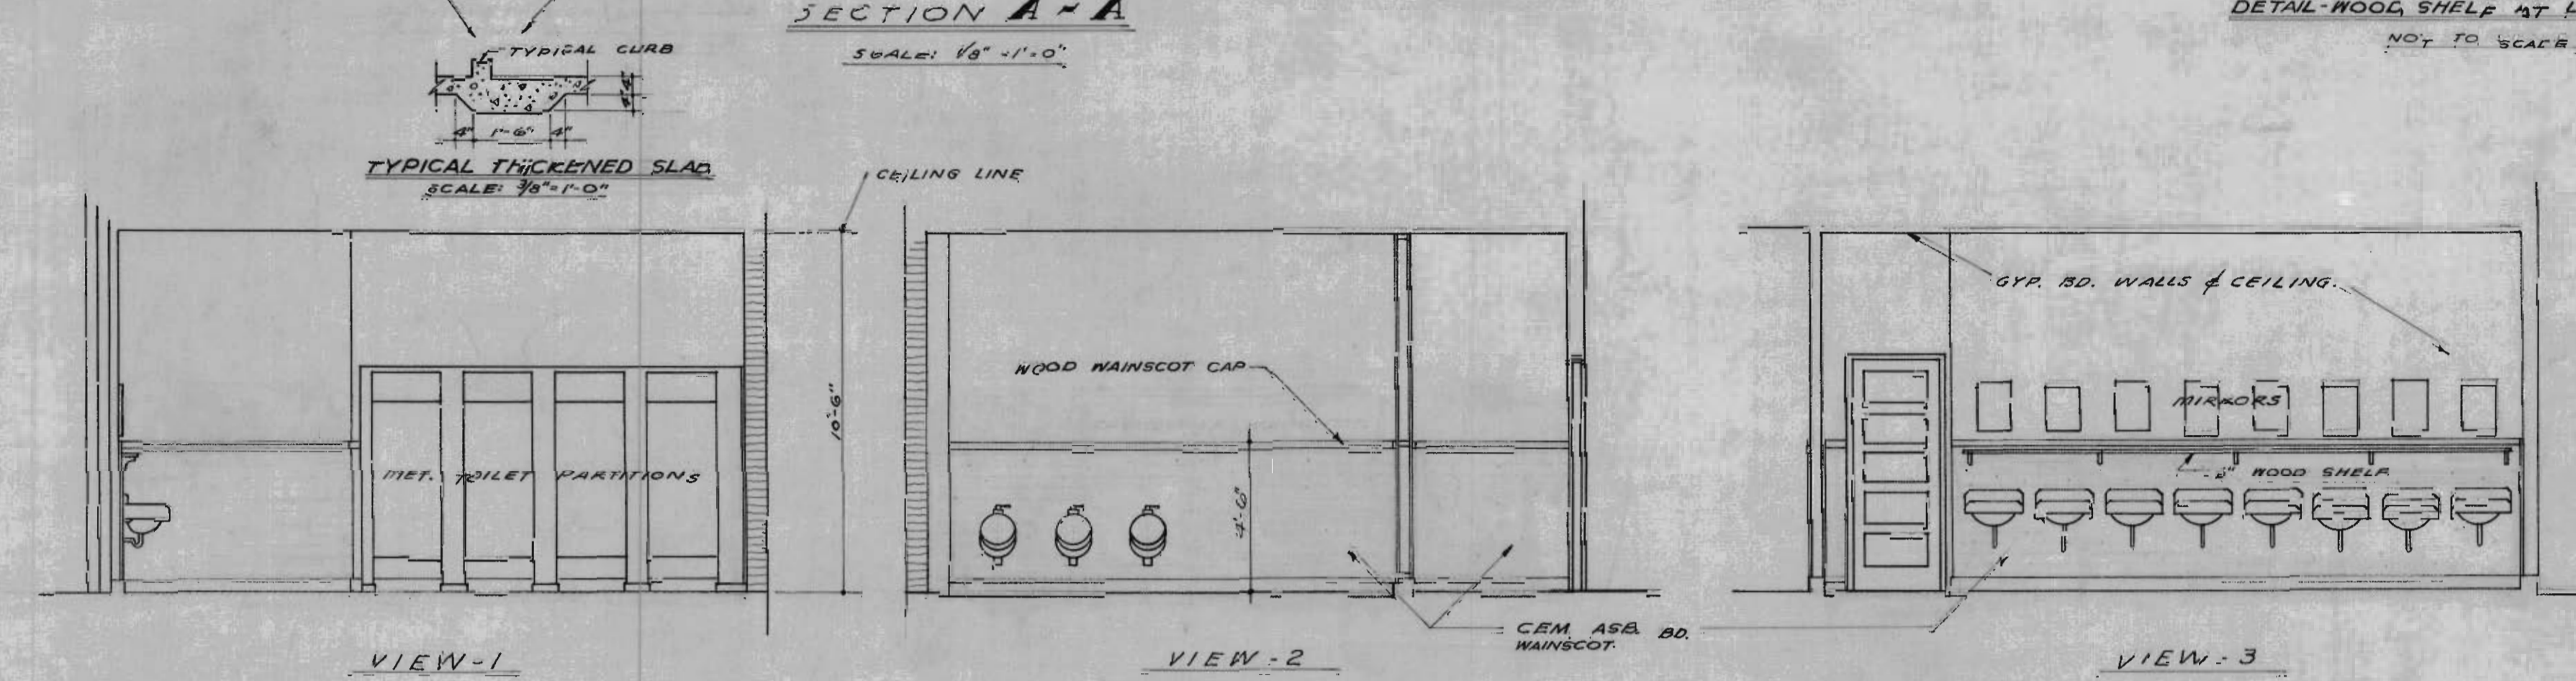 SECTION A-A
SCALE: 1/8" = 1'-0"
DETAIL-WOOD SHELF AT L
NOT TO SCALE
TYPICAL CURB
4" 4"
4" 1'-6" 4"
TYPICAL THICKENED SLAB
SCALE: 3/8" = 1'-0"
CEILING LINE
10'-6"
MET. TOILET PARTITIONS
VIEW-1
WOOD WAINSCOT CAP
4'-6"
CEM. ASB. BD.
WAINSCOT.
VIEW-2
GYP. BD. WALLS & CEILING.
MIRRORS
WOOD SHELF
VIEW-3